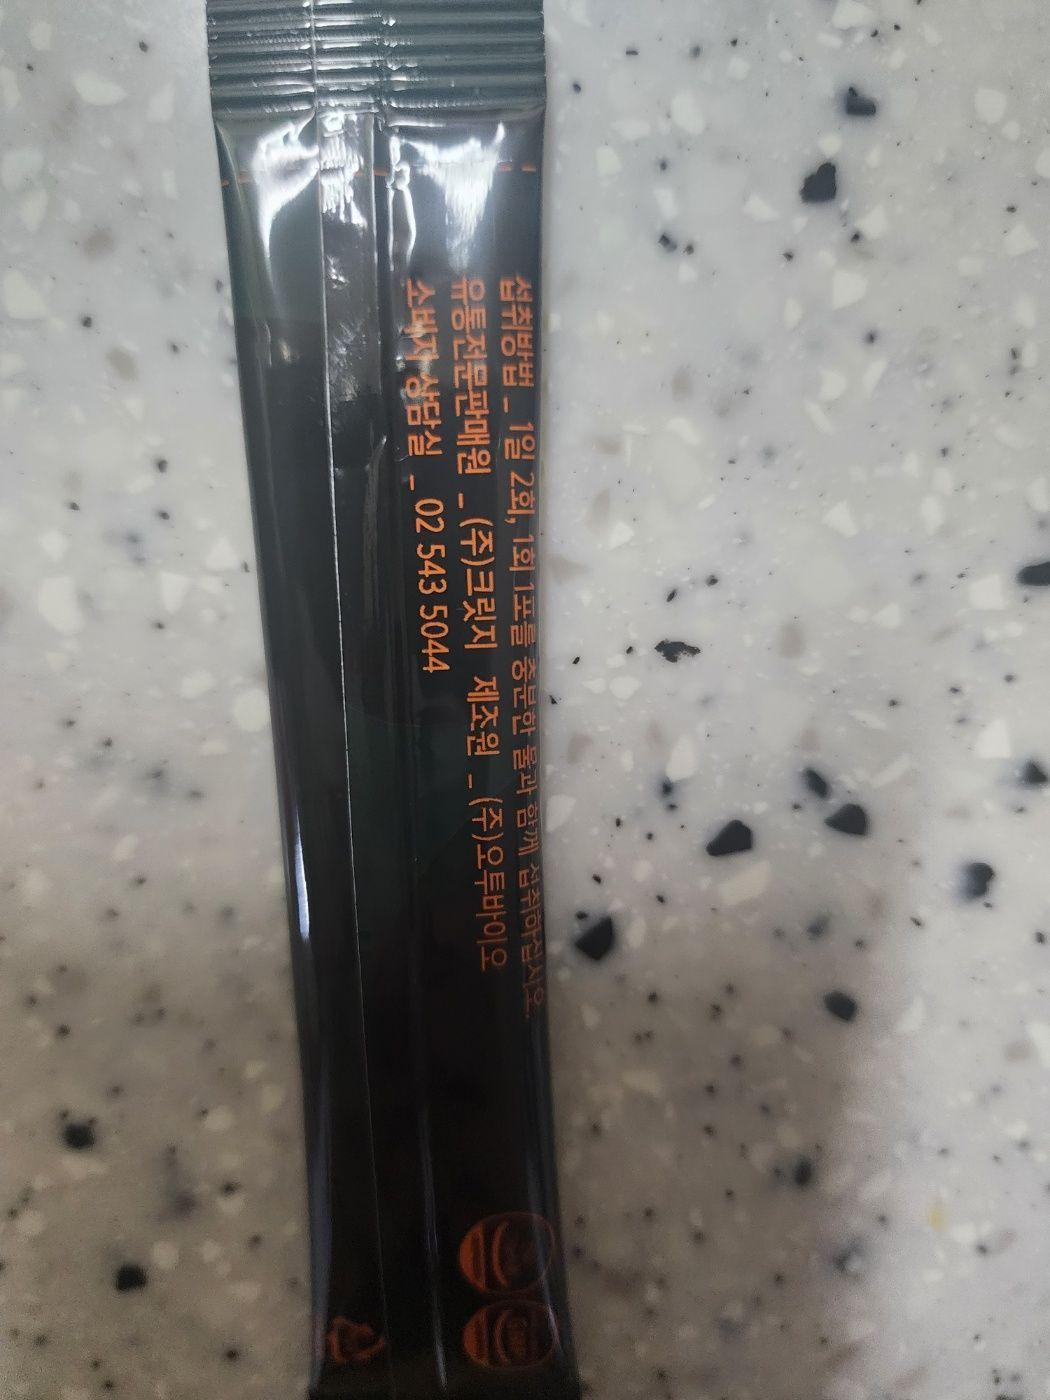 섭취방법 _ 1일 2회, 1회 1포를 충분한 물과 함께 섭취하십시오.
유통전문판매원 _ (주)크릿지 제조원 _ (주)오투바이오
소비자 상담실 _ 02 543 5044